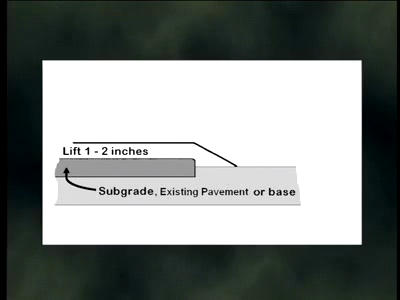 Lift 1 - 2 inches
Subgrade, Existing Pavement or base